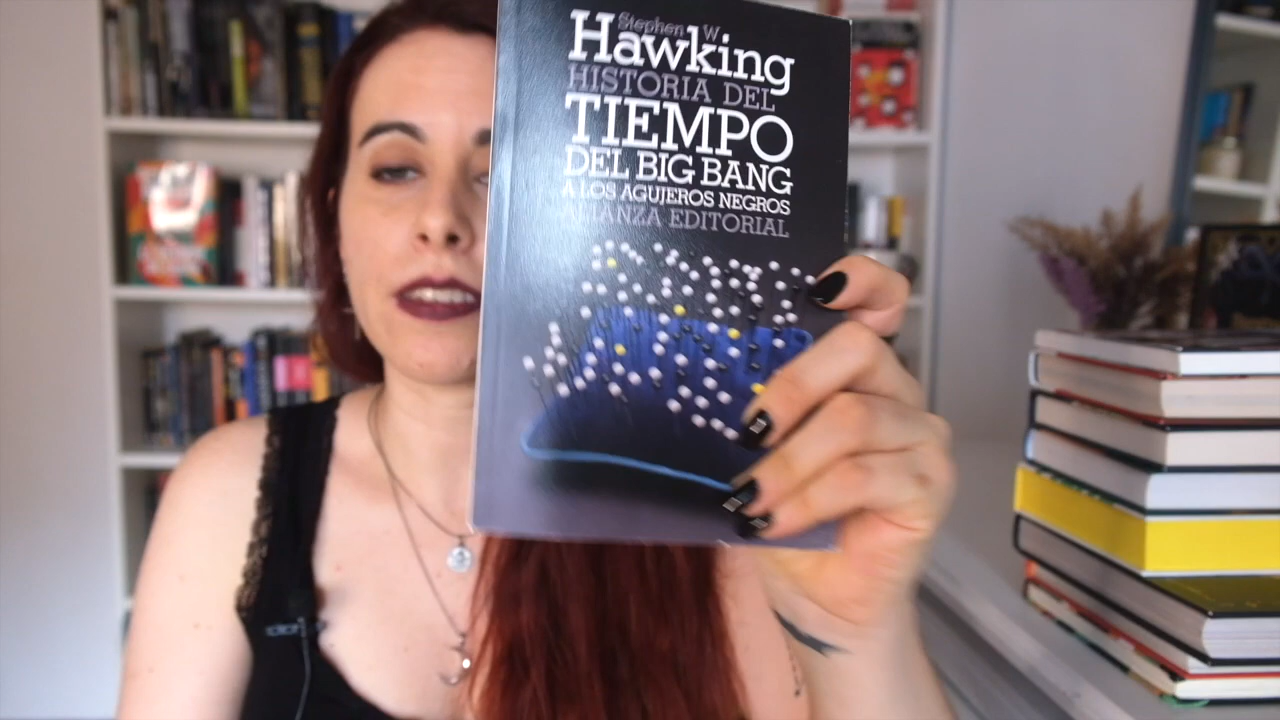 Stephen W
Hawking
HISTORIA DEL
TIEMPO
DEL BIG BANG
A LOS AGUJEROS NEGROS
ALIANZA EDITORIAL